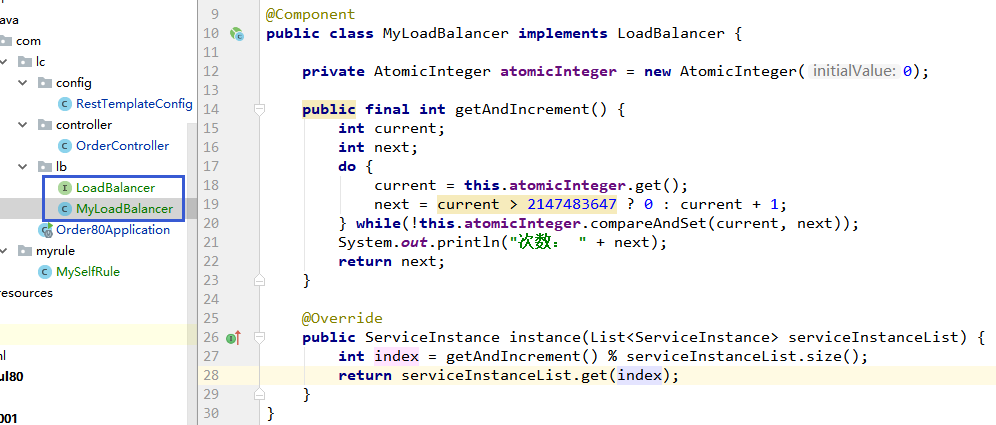 ava
com
lc
config
RestTemplateConfig
controller
OrderController
lb
LoadBalancer
MyLoadBalancer
Order80Application
myrule
MySelfRule
resources
ml
ul80
001
9 @Component
10 public class MyLoadBalancer implements LoadBalancer {
11
12 private AtomicInteger atomicInteger = new AtomicInteger( initialValue: 0);
13
14 public final int getAndIncrement() {
15 int current;
16 int next;
17 do {
18 current = this.atomicInteger.get();
19 next = current > 2147483647 ? 0 : current + 1;
20 } while(!this.atomicInteger.compareAndSet(current, next));
21 System.out.println("次数： " + next);
22 return next;
23 }
24
25 @Override
26 public ServiceInstance instance(List<ServiceInstance> serviceInstanceList) {
27 int index = getAndIncrement() % serviceInstanceList.size();
28 return serviceInstanceList.get(index);
29 }
30 }